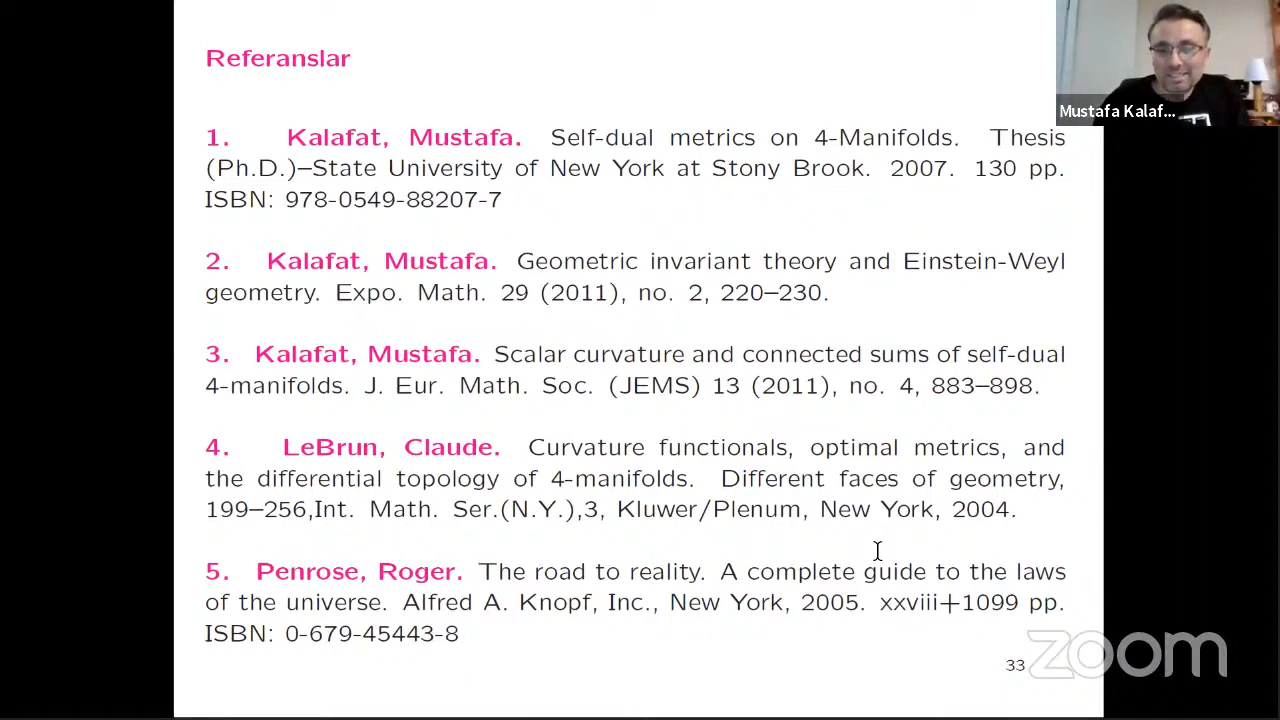 Referanslar
Mustafa Kalaf...
1. Kalafat, Mustafa. Self-dual metrics on 4-Manifolds. Thesis
(Ph.D.)–State University of New York at Stony Brook. 2007. 130 pp.
ISBN: 978-0549-88207-7
2. Kalafat, Mustafa. Geometric invariant theory and Einstein-Weyl
geometry. Expo. Math. 29 (2011), no. 2, 220–230.
3. Kalafat, Mustafa. Scalar curvature and connected sums of self-dual
4-manifolds. J. Eur. Math. Soc. (JEMS) 13 (2011), no. 4, 883–898.
4. LeBrun, Claude. Curvature functionals, optimal metrics, and
the differential topology of 4-manifolds. Different faces of geometry,
199–256,Int. Math. Ser.(N.Y.),3, Kluwer/Plenum, New York, 2004.
5. Penrose, Roger. The road to reality. A complete guide to the laws
of the universe. Alfred A. Knopf, Inc., New York, 2005. xxviii+1099 pp.
ISBN: 0-679-45443-8
33
zoom